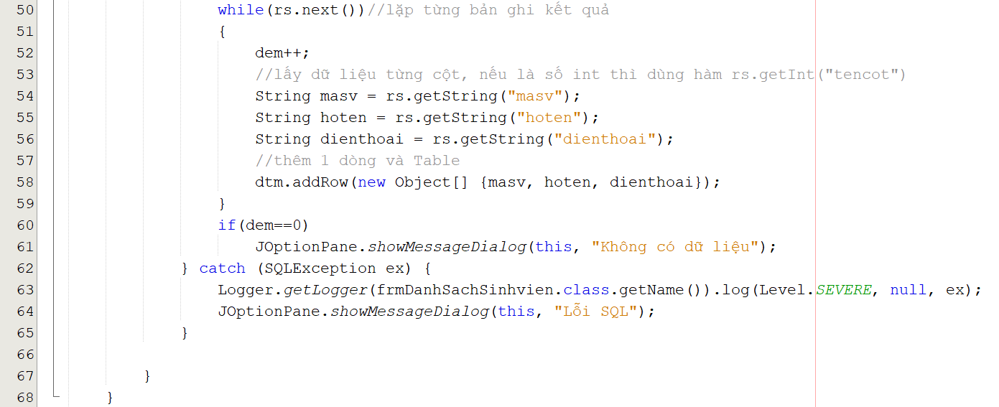 50 while(rs.next())//lặp từng bản ghi kết quả
51 {
52 dem++;
53 //lấy dữ liệu từng cột, nếu là số int thì dùng hàm rs.getInt("tencot")
54 String masv = rs.getString("masv");
55 String hoten = rs.getString("hoten");
56 String dienthoai = rs.getString("dienthoai");
57 //thêm 1 dòng và Table
58 dtm.addRow(new Object[] {masv, hoten, dienthoai});
59 }
60 if(dem==0)
61 JOptionPane.showMessageDialog(this, "Không có dữ liệu");
62 } catch (SQLException ex) {
63 Logger.getLogger(frmDanhSachSinhvien.class.getName()).log(Level.SEVERE, null, ex);
64 JOptionPane.showMessageDialog(this, "Lỗi SQL");
65 }
66
67 }
68 }